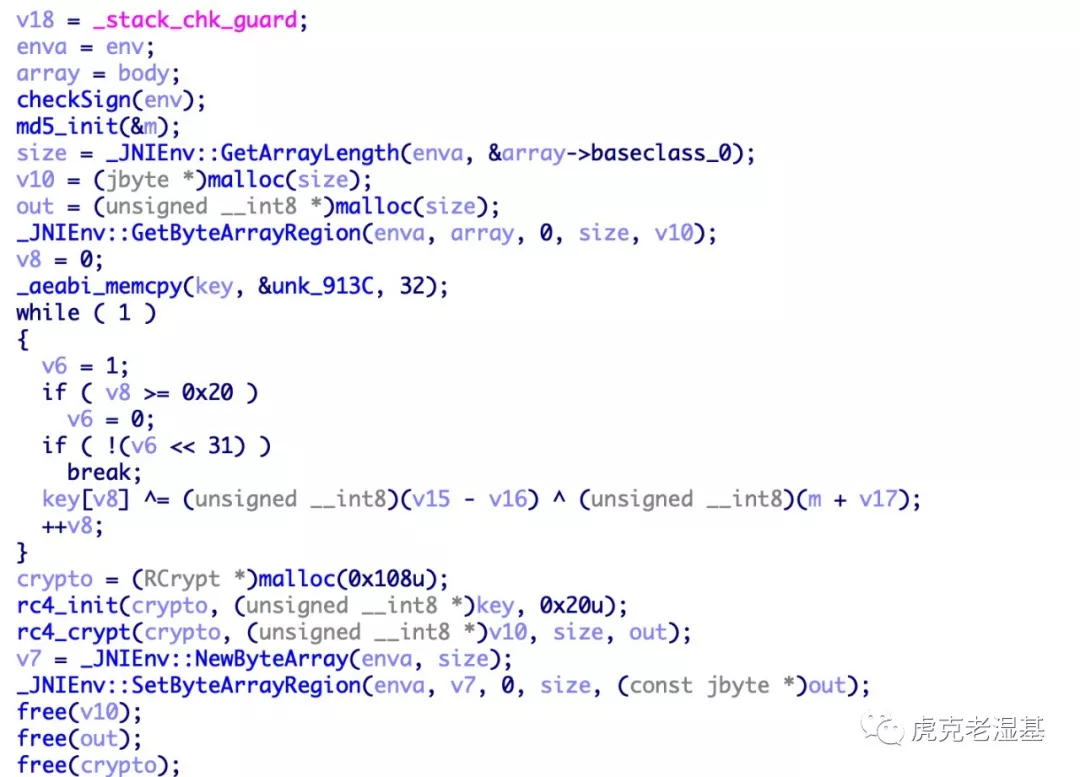 v18 = _stack_chk_guard;
enva = env;
array = body;
checkSign(env);
md5_init(&m);
size = _JNIEnv::GetArrayLength(enva, &array->baseclass_0);
v10 = (jbyte *)malloc(size);
out = (unsigned __int8 *)malloc(size);
_JNIEnv::GetByteArrayRegion(enva, array, 0, size, v10);
v8 = 0;
_aeabi_memcpy(key, &unk_913C, 32);
while ( 1 )
{
  v6 = 1;
  if ( v8 >= 0x20 )
    v6 = 0;
  if ( !(v6 << 31) )
    break;
  key[v8] ^= (unsigned __int8)(v15 - v16) ^ (unsigned __int8)(m + v17);
  ++v8;
}
crypto = (RCrypt *)malloc(0x108u);
rc4_init(crypto, (unsigned __int8 *)key, 0x20u);
rc4_crypt(crypto, (unsigned __int8 *)v10, size, out);
v7 = _JNIEnv::NewByteArray(enva, size);
_JNIEnv::SetByteArrayRegion(enva, v7, 0, size, (const jbyte *)out);
free(v10);
free(out);
free(crypto);
虎克老湿基